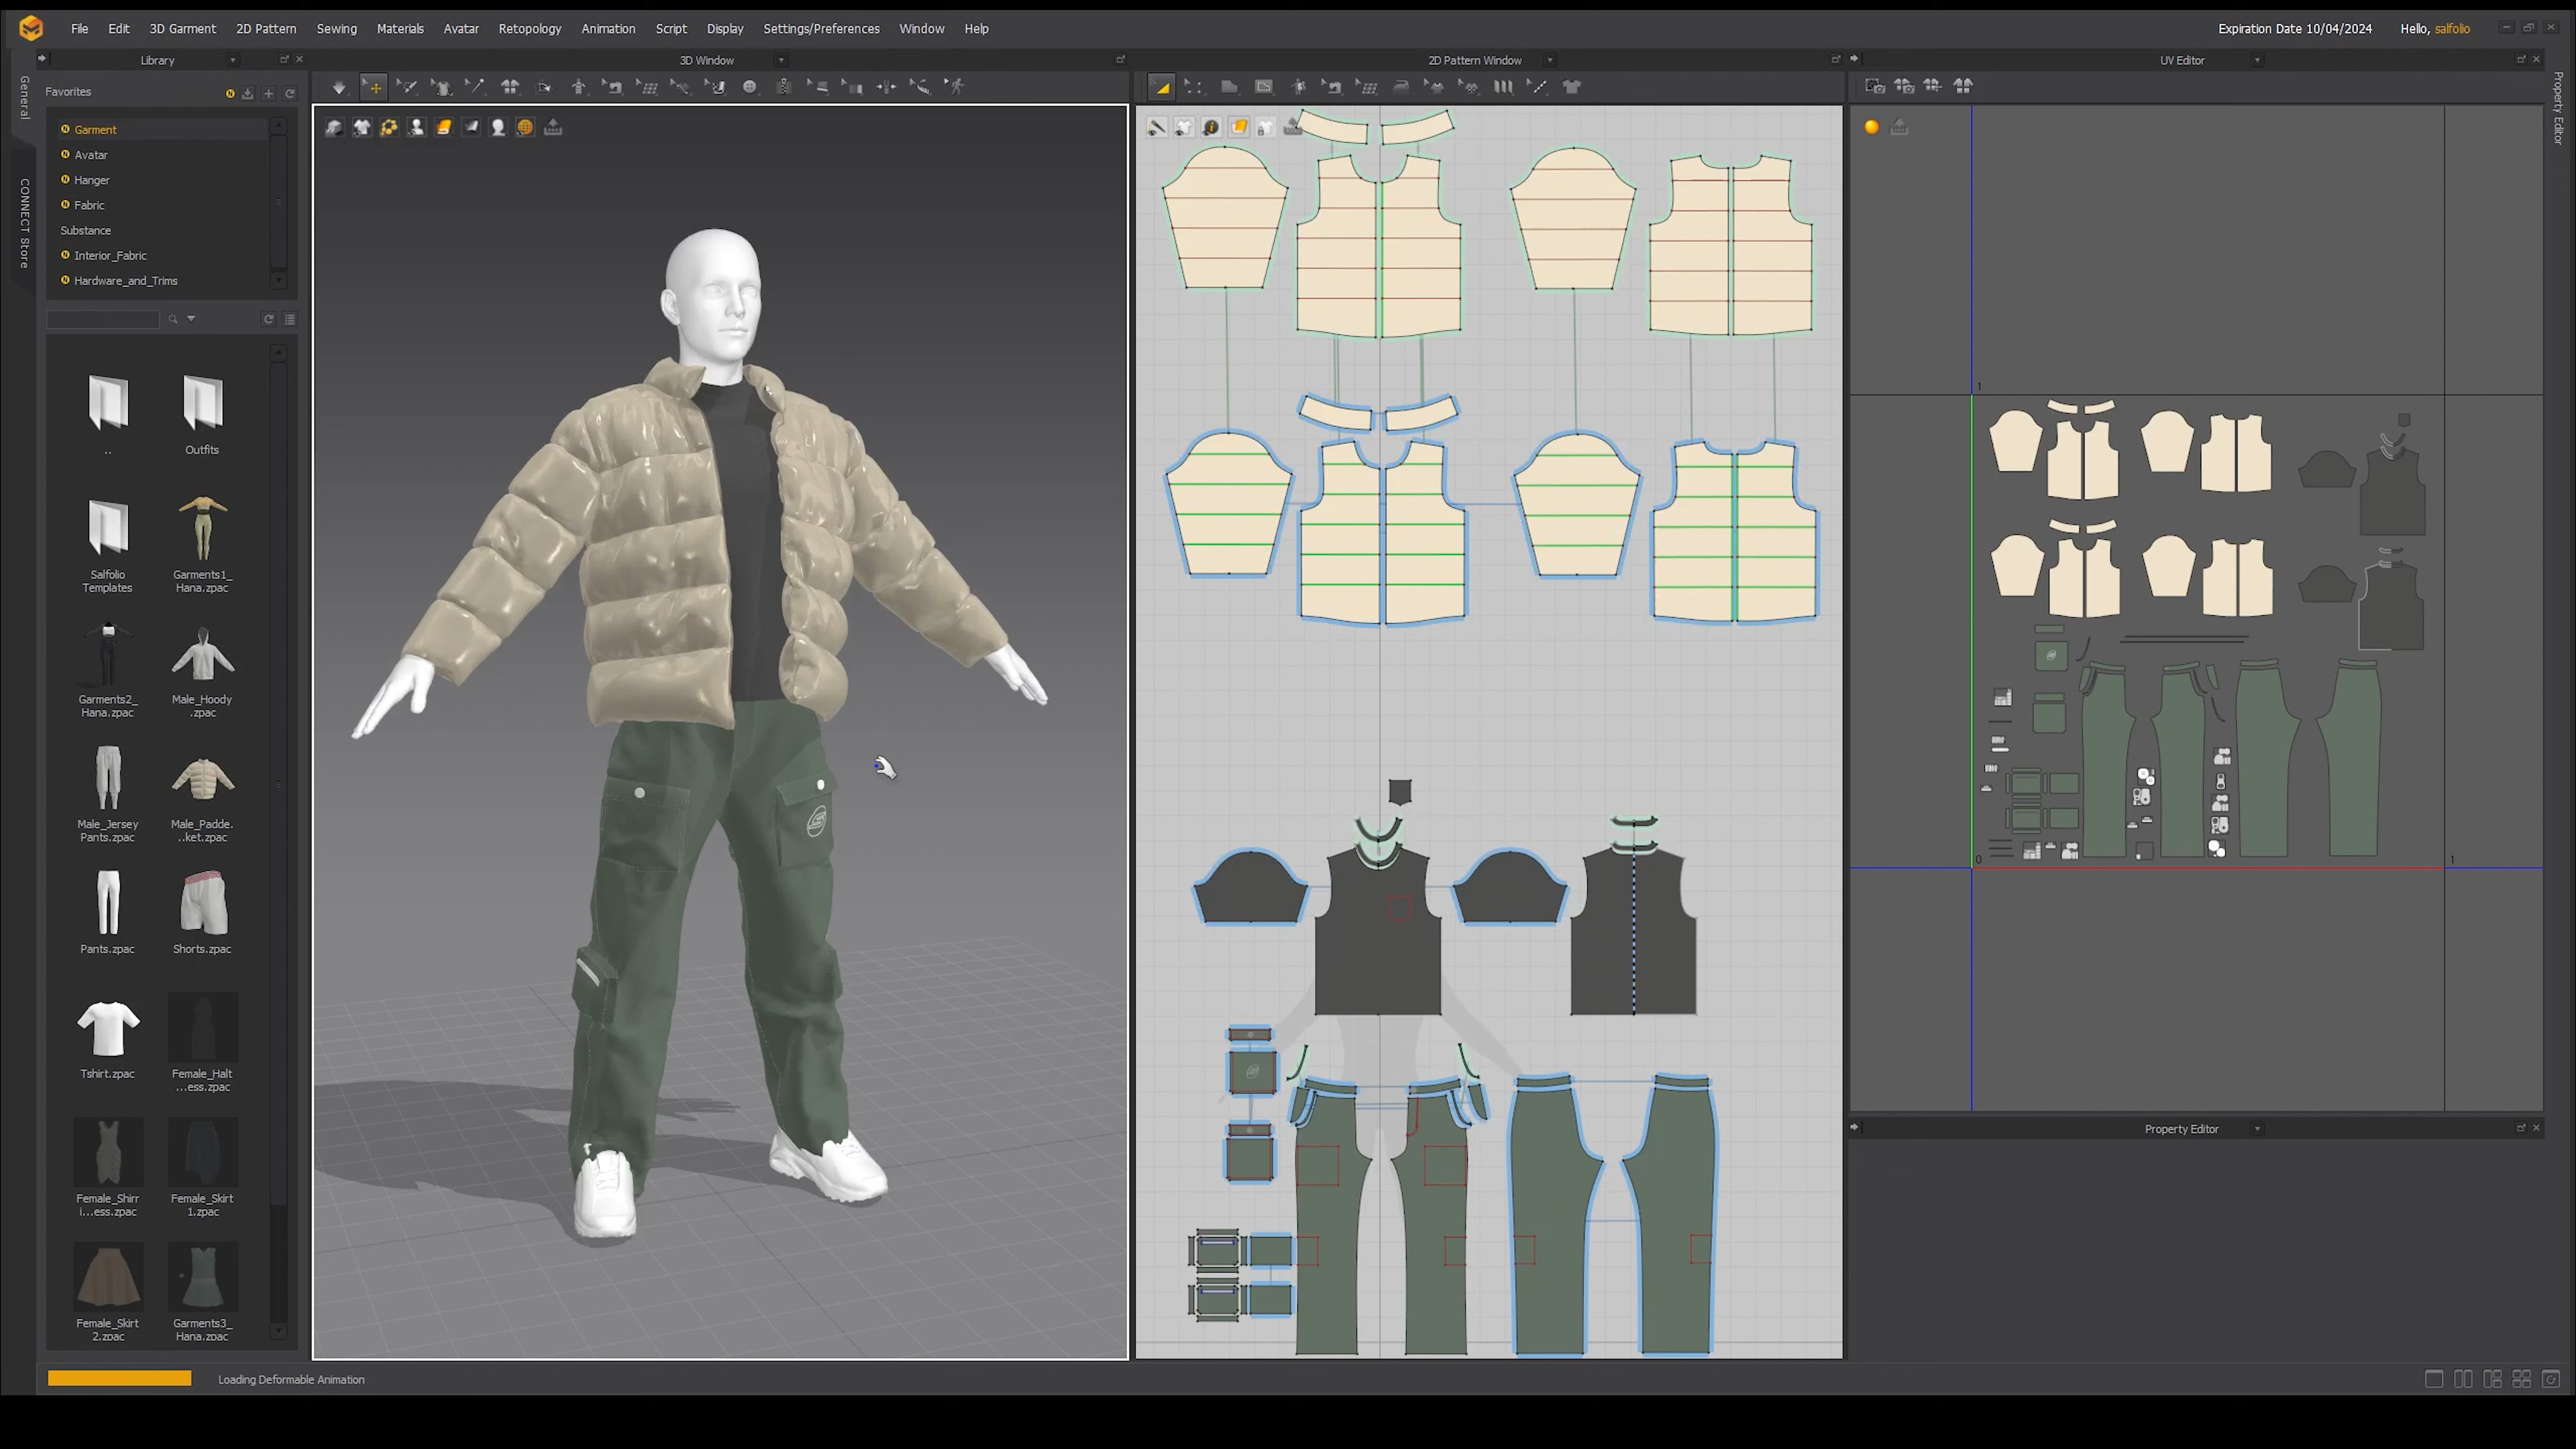 File Edit 3D Garment 2D Pattern Sewing Materials Avatar Retopology Animation Script Display Settings/Preferences Window Help
Expiration Date 10/04/2024 Hello, salfolio
Library
3D Window
2D Pattern Window
UV Editor
General
CONNECT Store
Property Editor
Favorites
Garment
Avatar
Hanger
Fabric
Substance
Interior_Fabric
Hardware_and_Trims
..
Outfits
Salfolio
Templates
Garments1_
Hana.zpac
Garments2_
Hana.zpac
Male_Hoody
.zpac
Male_Jersey
Pants.zpac
Male_Padde.
..ket.zpac
Pants.zpac
Shorts.zpac
Tshirt.zpac
Female_Halt
...ess.zpac
Female_Shirr
i...ess.zpac
Female_Skirt
1.zpac
Female_Skirt
2.zpac
Garments3_
Hana.zpac
1
0
1
Property Editor
Loading Deformable Animation